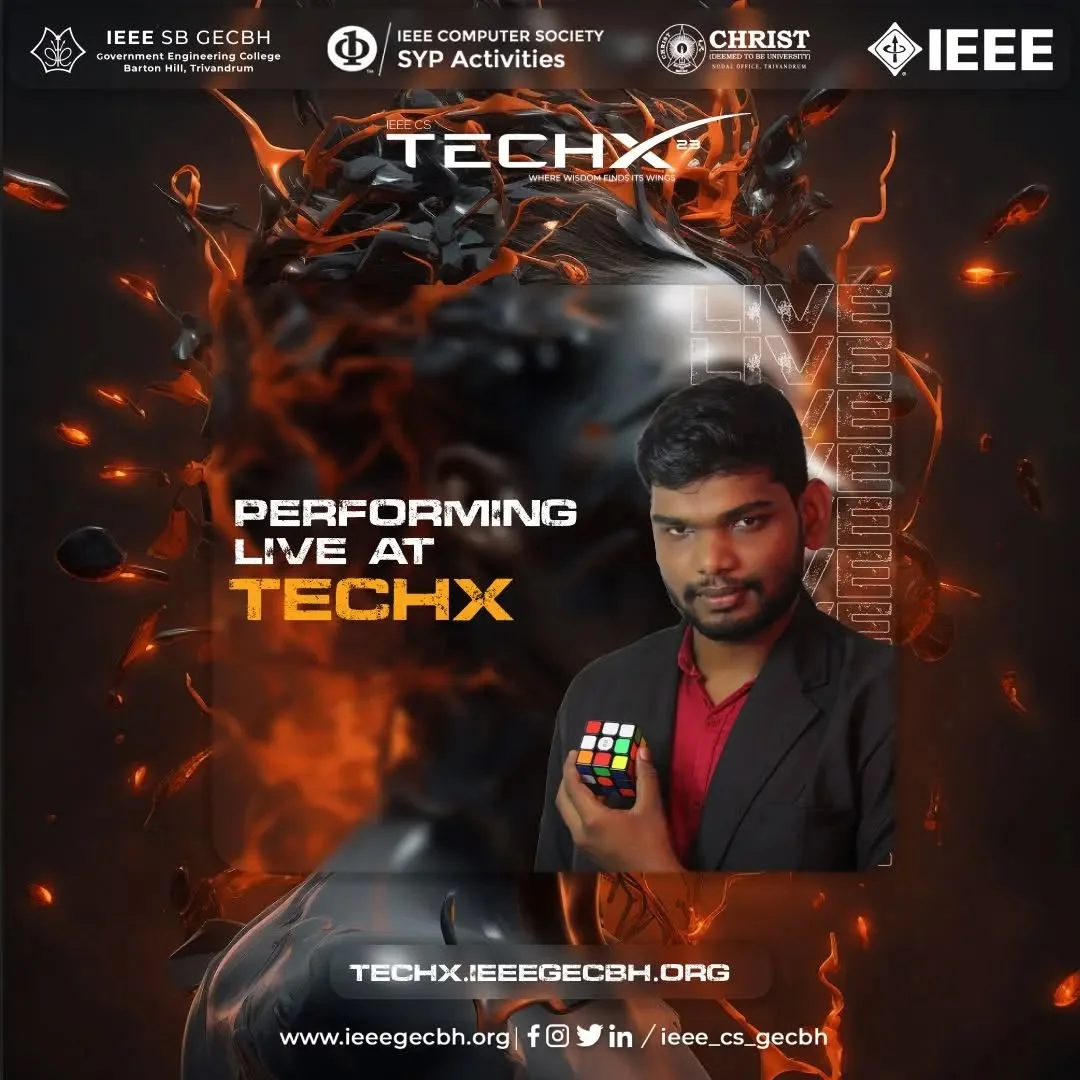 IEEE SB GECBH
Government Engineering College
Barton Hill, Trivandrum
IEEE COMPUTER SOCIETY
SYP Activities
CHRIST
(DEEMED TO BE UNIVERSITY)
NODAL OFFICE, TRIVANDRUM
IEEE
IEEE CS
TECHX 23
WHERE WISDOM FINDS ITS WINGS
LIVE
LIVE
PERFORMING
LIVE AT
TECHX
TECHX.IEEEGECBH.ORG
www.ieeegecbh.org| / ieee_cs_gecbh